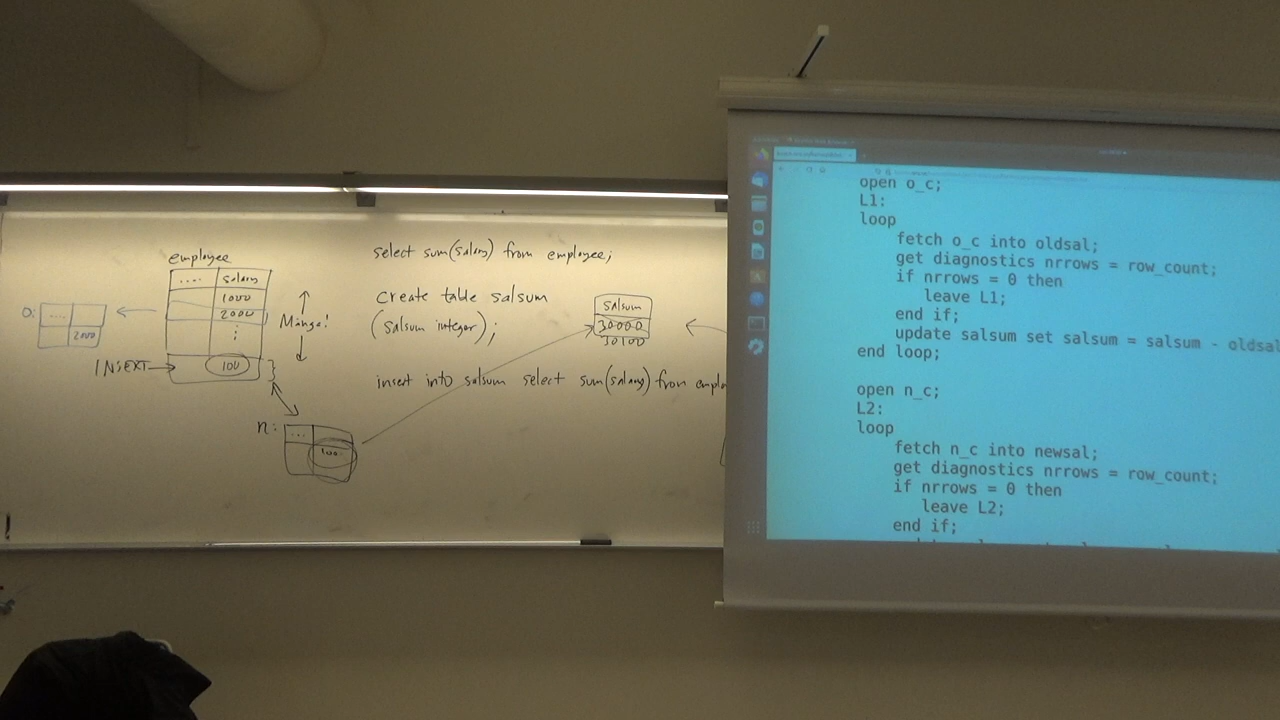 employee
.... salary
1000
2000
⋮
Många!
INSERT
100
o:
...
2000
n:
...
100
select sum(salary) from employee;
Create table salsum
(salsum integer);
insert into salsum select sum(salary) from emplo
salsum
30000
30100
open o_c;
L1:
loop
fetch o_c into oldsal;
get diagnostics nrrows = row_count;
if nrrows = 0 then
leave L1;
end if;
update salsum set salsum = salsum - oldsal
end loop;
open n_c;
L2:
loop
fetch n_c into newsal;
get diagnostics nrrows = row_count;
if nrrows = 0 then
leave L2;
end if;